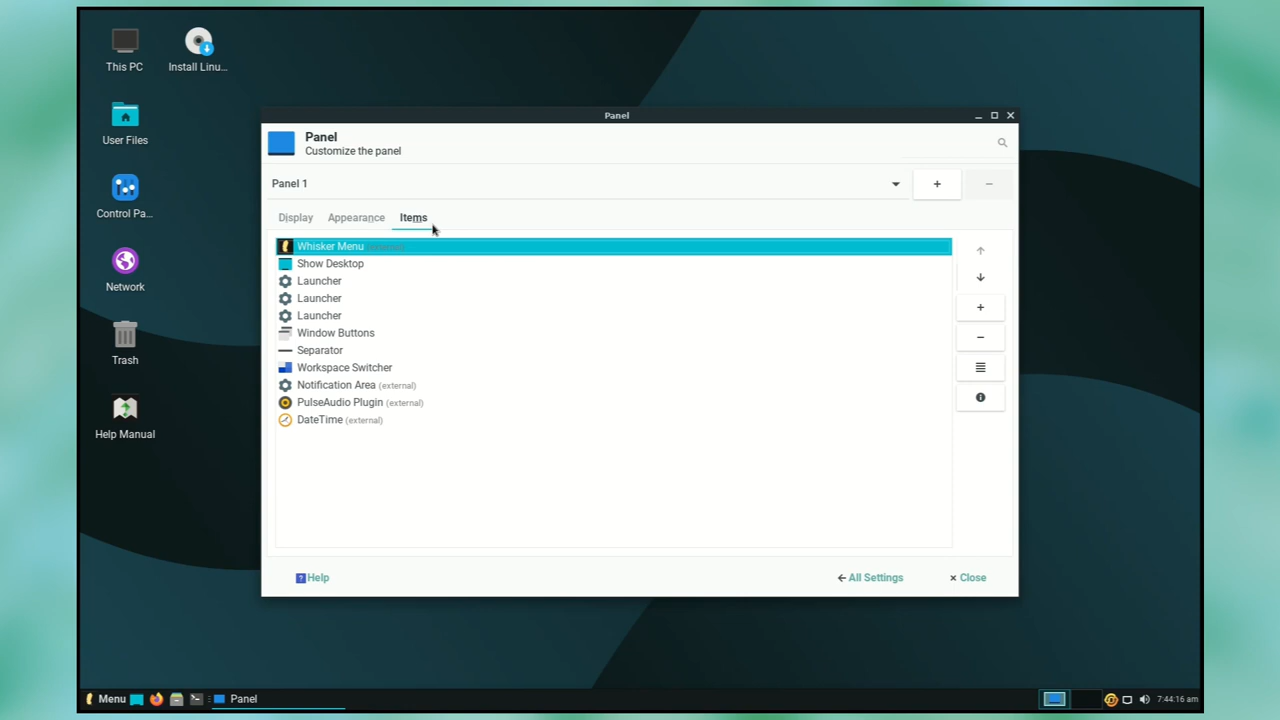 This PC
Install Linu...
User Files
Control Pa...
Network
Trash
Help Manual
Panel
Panel
Customize the panel
Panel 1
Display Appearance Items
Whisker Menu (external)
Show Desktop
Launcher
Launcher
Launcher
Window Buttons
Separator
Workspace Switcher
Notification Area (external)
PulseAudio Plugin (external)
DateTime (external)
Help
All Settings
Close
Menu
Panel
7:44:16 am